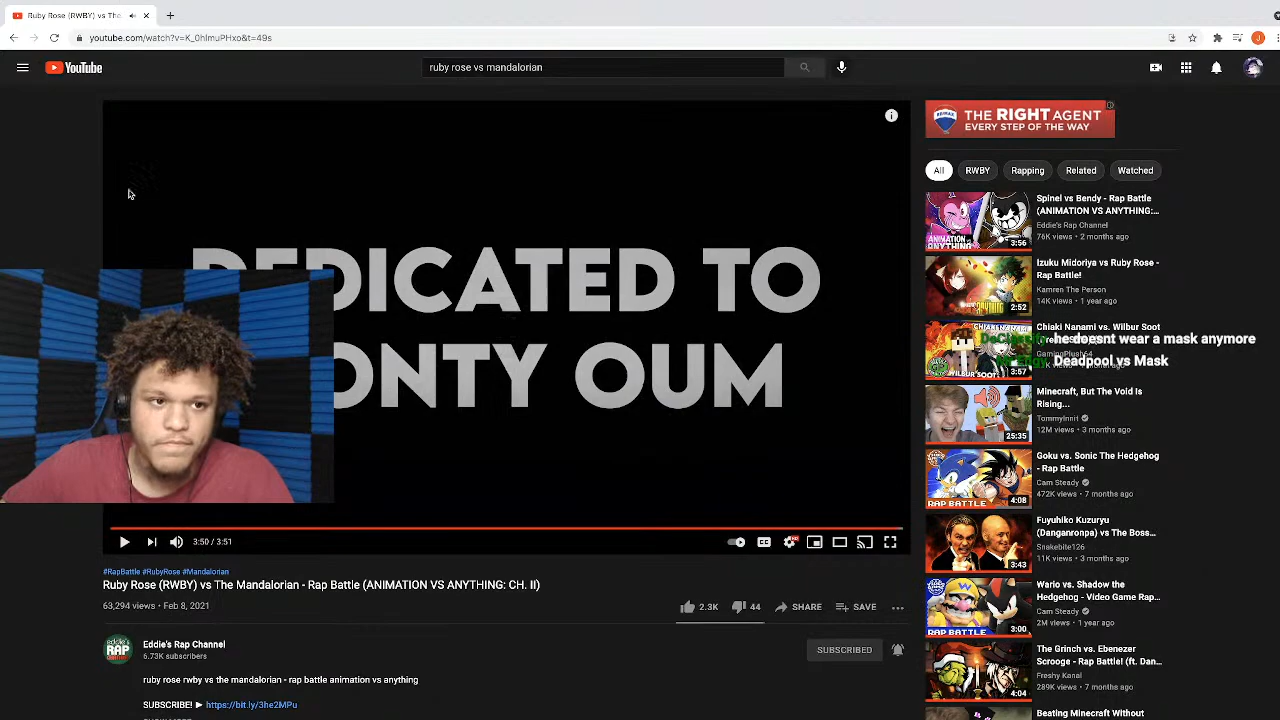 Ruby Rose (RWBY) vs The
youtube.com/watch?v=K_0hlmuPHxo&t=49s
J
YouTube
ruby rose vs mandalorian
DEDICATED TO
ONTY OUM
3:50 / 3:51
CC
HD
#RapBattle #RubyRose #Mandalorian
Ruby Rose (RWBY) vs The Mandalorian - Rap Battle (ANIMATION VS ANYTHING: CH. II)
63,294 views • Feb 8, 2021
2.3K
44
SHARE
SAVE
Eddie's Rap Channel
6.73K subscribers
SUBSCRIBED
ruby rose rwby vs the mandalorian - rap battle animation vs anything
SUBSCRIBE! ► https://bit.ly/3he2MPu
RE/MAX
THE RIGHT AGENT
EVERY STEP OF THE WAY
All
RWBY
Rapping
Related
Watched
3:56
Spinel vs Bendy - Rap Battle
(ANIMATION VS ANYTHING:...
Eddie's Rap Channel
76K views • 2 months ago
2:52
Izuku Midoriya vs Ruby Rose -
Rap Battle!
Kamren The Person
14K views • 1 year ago
3:57
Chiaki Nanami vs. Wilbur Soot
he doesnt wear a mask anymore
GamingPlush64
Deadpool vs Mask
25:35
Minecraft, But The Void Is
Rising...
TommyInnit
12M views • 3 months ago
RAP BATTLE
4:08
Goku vs. Sonic The Hedgehog
- Rap Battle
Cam Steady
472K views • 7 months ago
3:43
Fuyuhiko Kuzuryu
(Danganronpa) vs The Boss...
Snakebite126
11K views • 3 months ago
RAP BATTLE
3:00
Wario vs. Shadow the
Hedgehog - Video Game Rap...
Cam Steady
2M views • 1 year ago
4:04
The Grinch vs. Ebenezer
Scrooge - Rap Battle! (ft. Dan...
Freshy Kanal
289K views • 7 months ago
Beating Minecraft Without